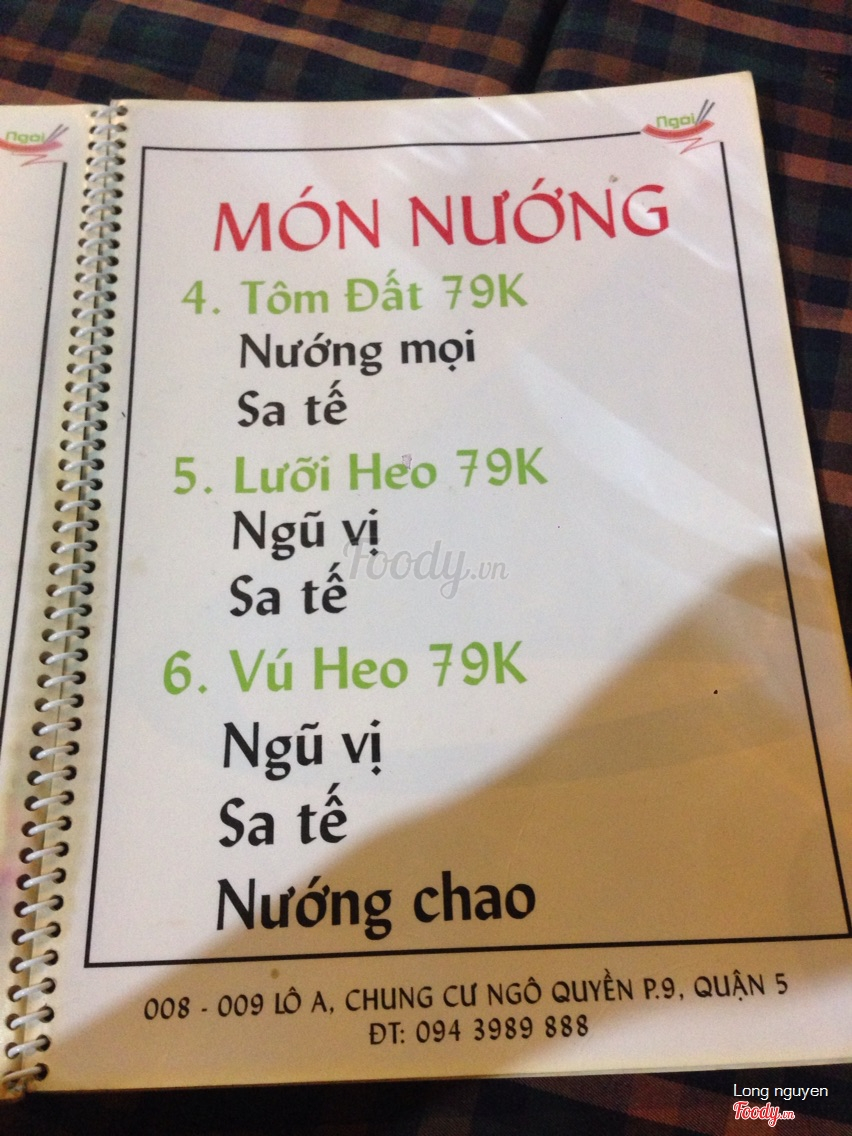 Ngói
Ngói
MÓN NƯỚNG
4. Tôm Đất 79K
Nướng mọi
Sa tế
5. Lưỡi Heo 79K
Ngũ vị
Foody.vn
Sa tế
6. Vú Heo 79K
Ngũ vị
Sa tế
Nướng chao
008 - 009 LÔ A, CHUNG CƯ NGÔ QUYỀN P.9, QUẬN 5
ĐT: 094 3989 888
Long nguyen
Foody.vn